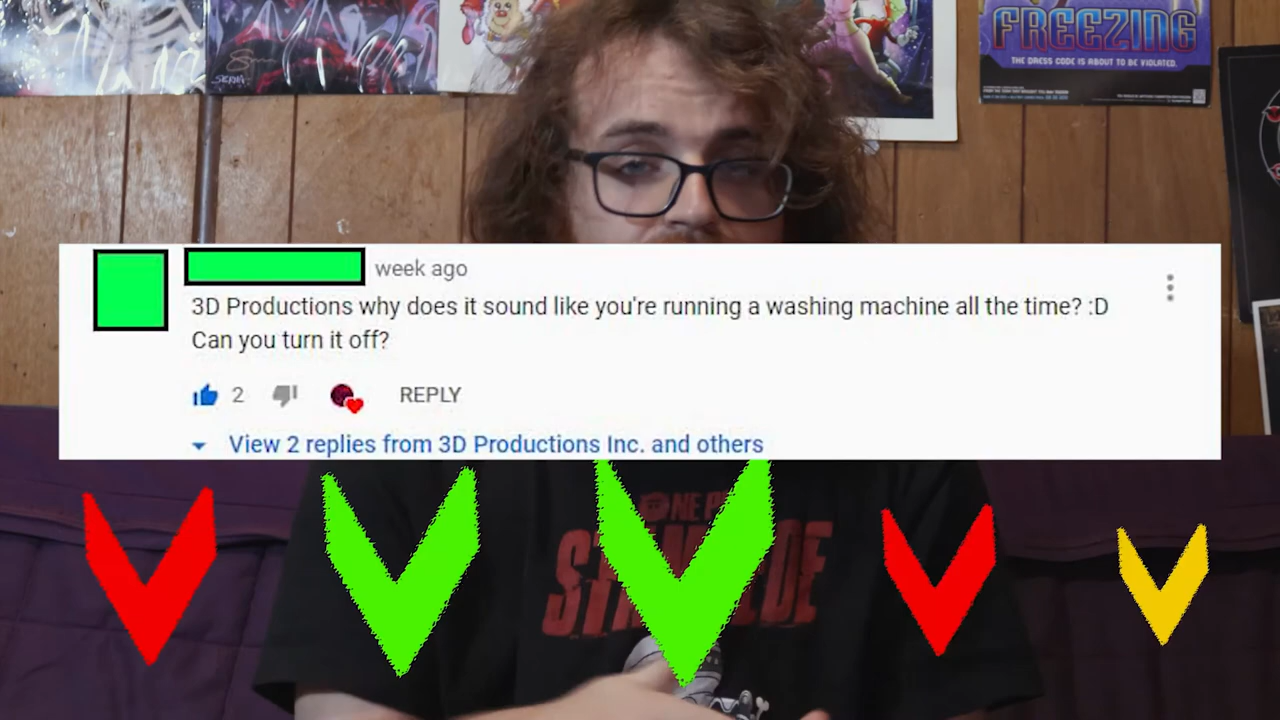 FREEZING
THE DRESS CODE IS ABOUT TO BE VIOLATED.
week ago
3D Productions why does it sound like you're running a washing machine all the time? :D
Can you turn it off?
2
REPLY
View 2 replies from 3D Productions Inc. and others